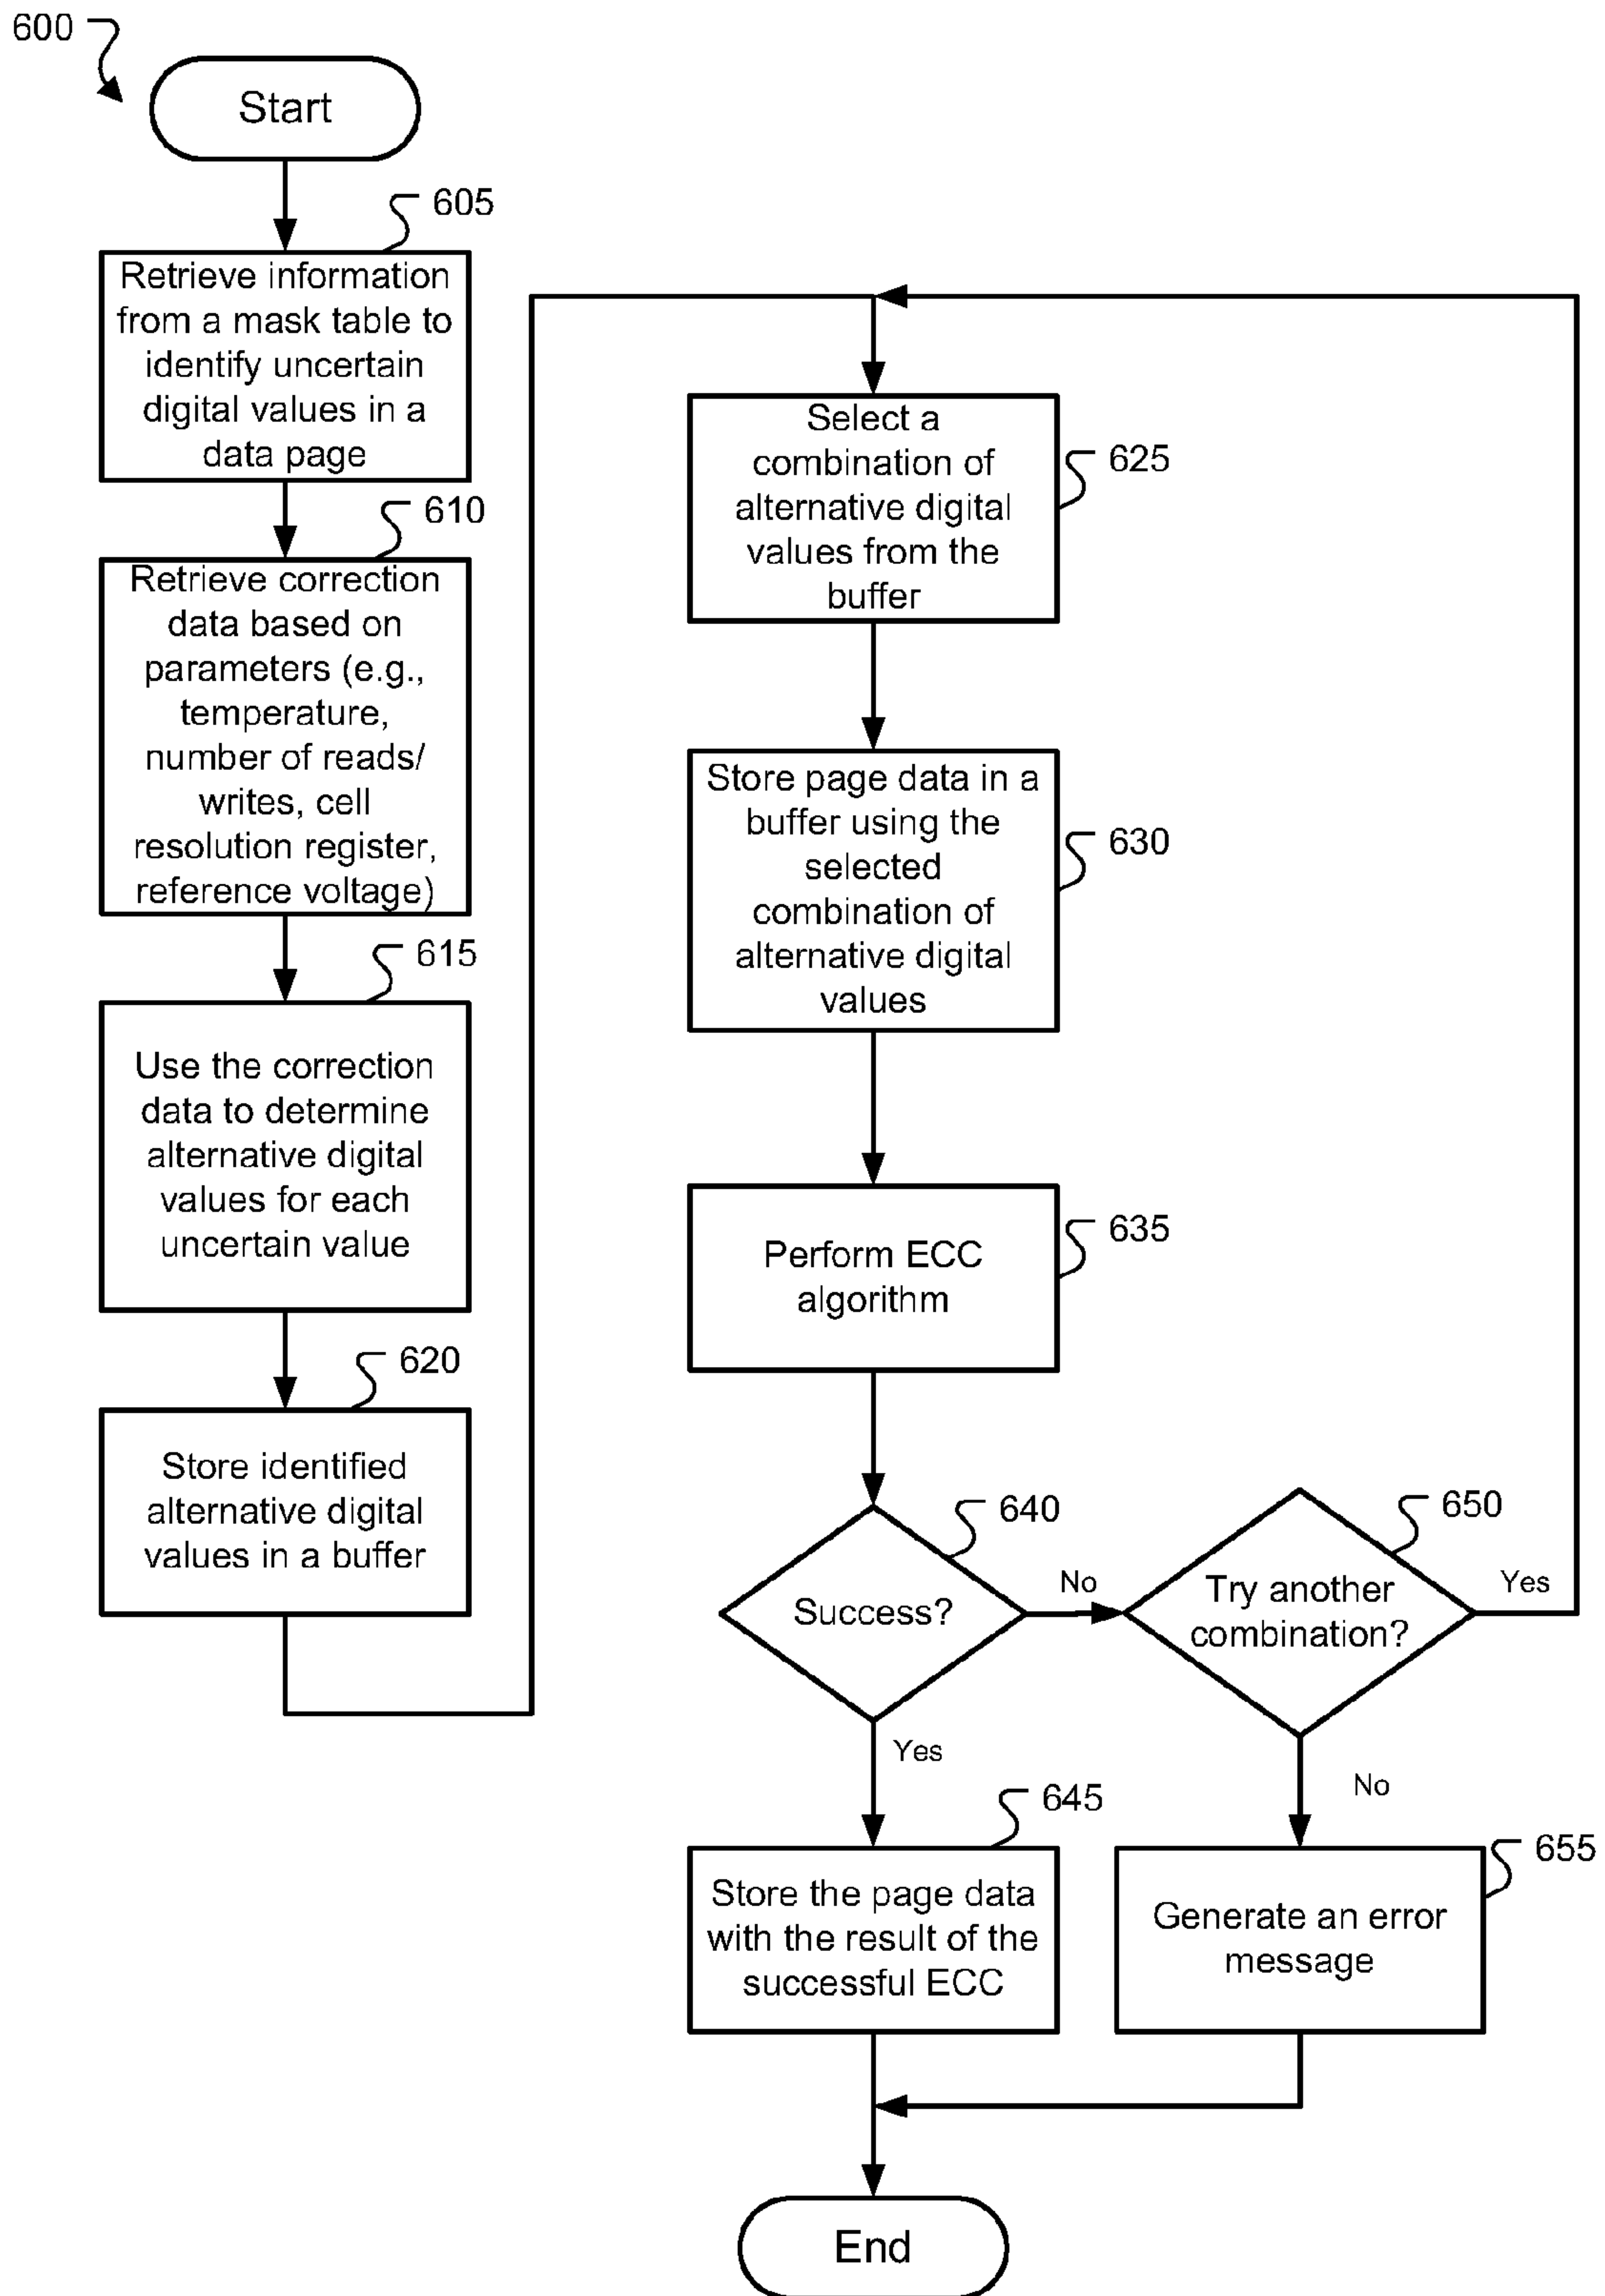 600
Start
605
Retrieve information
from a mask table to
identify uncertain
digital values in a
data page
610
Retrieve correction
data based on
parameters (e.g.,
temperature,
number of reads/
writes, cell
resolution register,
reference voltage)
615
Use the correction
data to determine
alternative digital
values for each
uncertain value
620
Store identified
alternative digital
values in a buffer
Select a
combination of
alternative digital
values from the
buffer
625
Store page data in a
buffer using the
selected
combination of
alternative digital
values
630
Perform ECC
algorithm
635
640
Success?
No
Yes
650
Try another
combination?
Yes
No
645
Store the page data
with the result of the
successful ECC
655
Generate an error
message
End